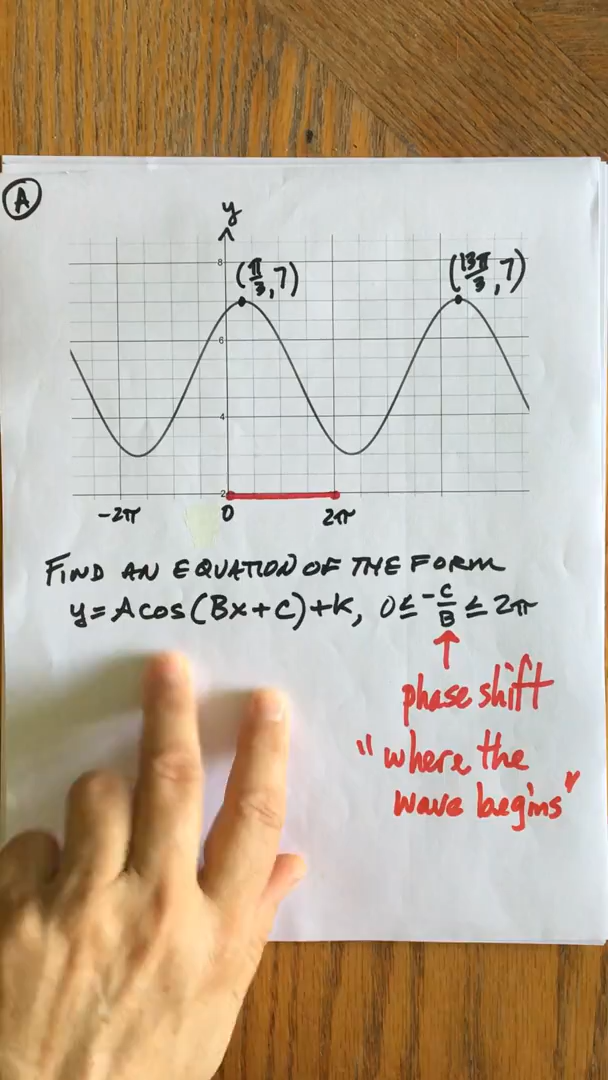 A
y
8
(π/3, 7)
(13π/3, 7)
6
4
2
-2π
0
2π
FIND AN EQUATION OF THE FORM
y = A cos (Bx + C) + K, 0 ≤ -C/B ≤ 2π
phase shift
"where the
wave begins"